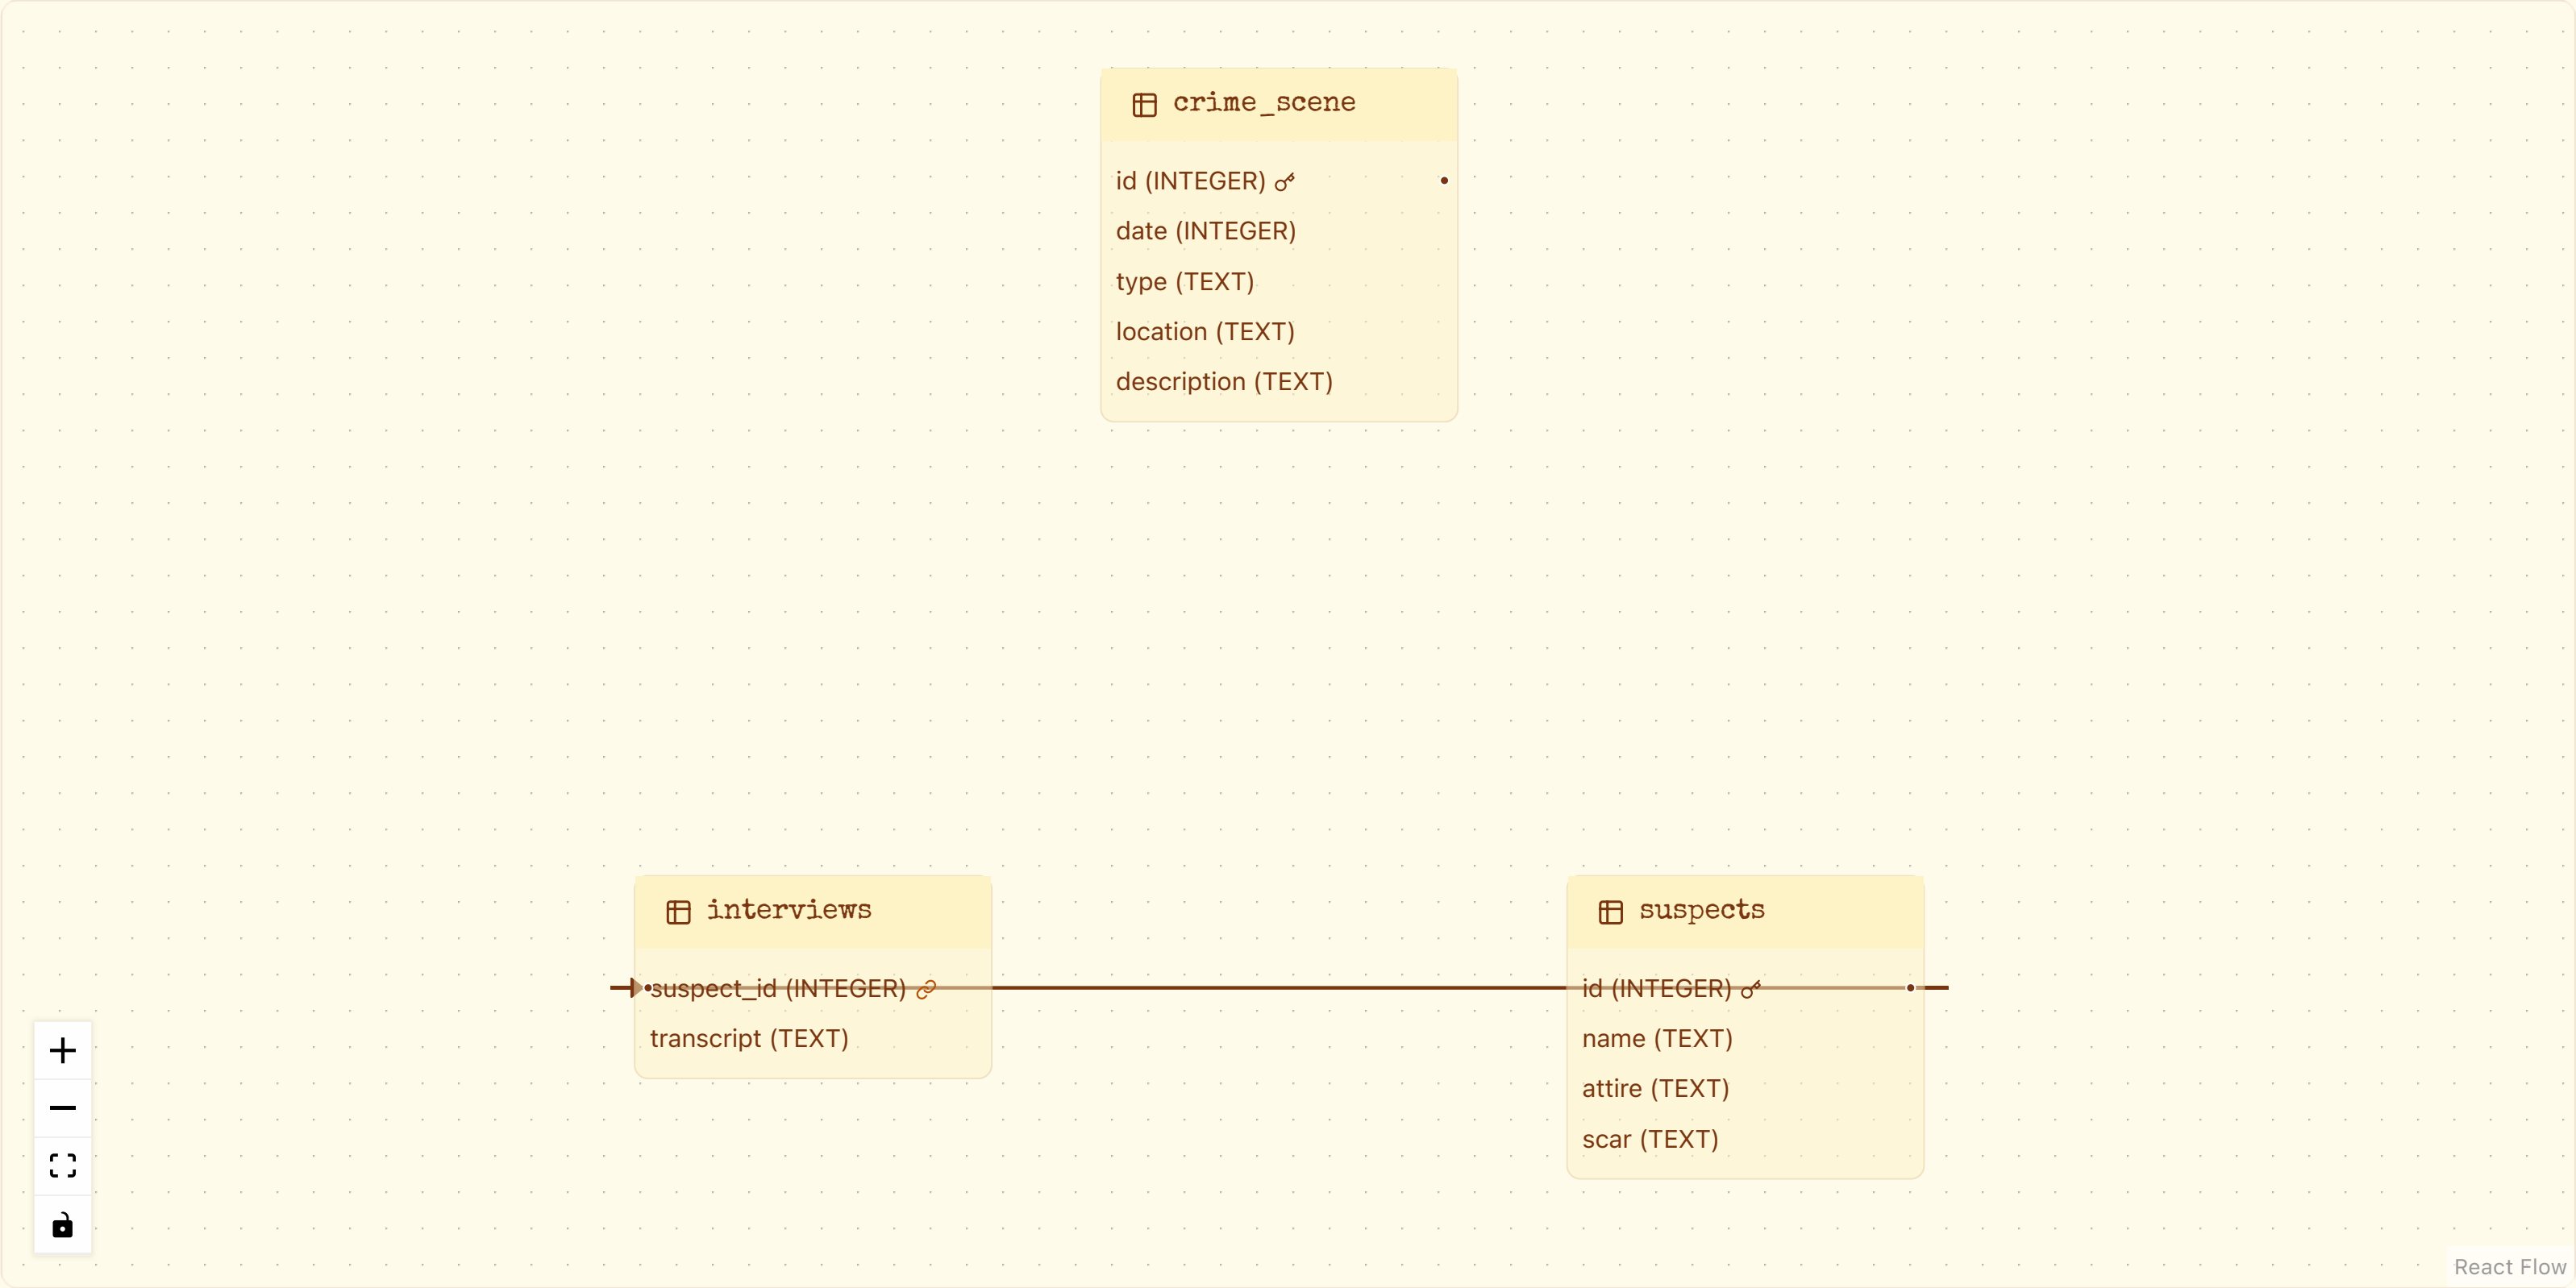 crime_scene
id (INTEGER)
date (INTEGER)
type (TEXT)
location (TEXT)
description (TEXT)
interviews
suspect_id (INTEGER)
transcript (TEXT)
suspects
id (INTEGER)
name (TEXT)
attire (TEXT)
scar (TEXT)
React Flow